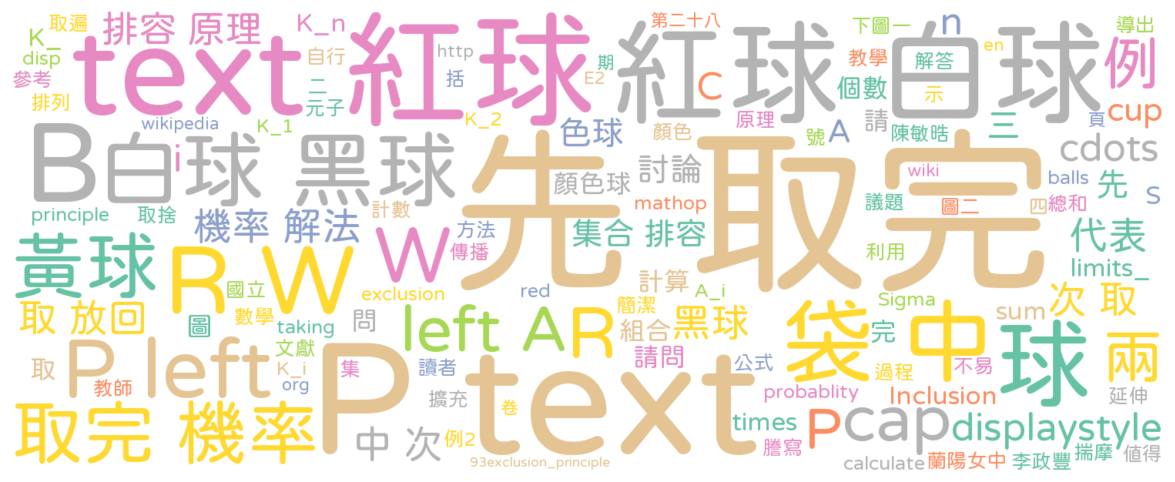 取遍 排容 原理 K_n http 第二十八 n 下圖一 en 導出
K_ disp text 自行 括 期 紅球 紅球 C 教學 白球 解答 例
參考 二 元子 E2 個數 示
排列 wikipedia K_1 K_2 色球 顏色 原理 號 A 請 陳敏晧 三 頁 cup
B 白球 i 黑球 先取完 顏色球 討論 wiki balls cdots
principle 取捨 計數 mathop 議題 圖二 四 總和 先 S
機率 解法 方法 集合 排容 代表
黃球 R W W 傳播 計算 利用 limits_
國立 exclusion red A_i Sigma sum
取 放回 圖 數學 taking 問 left A R 簡潔 組合 黑球 袋中 完 次 取
P left 文獻 K_i 讀者 請問 公式 過程 不易 球 兩
取 教師 org 集 P text 擴充 probablity Inclusion 延伸
取完 機率 中 次 卷 例2 times P cap displaystyle
93exclusion_principle 謄寫 calculate 蘭陽女中 李政豐 揣摩 值得